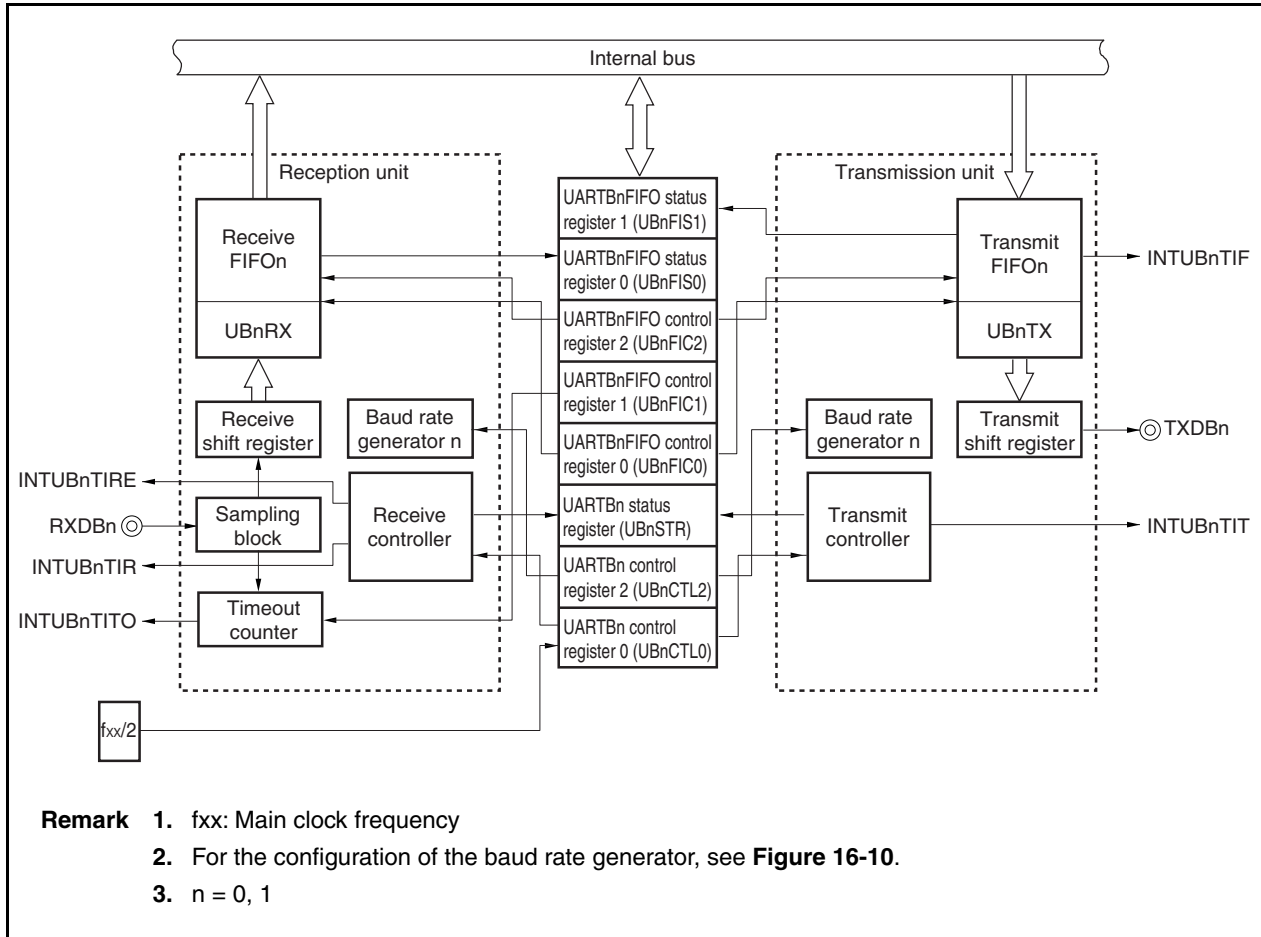 Internal bus
Reception unit
Receive
FIFOn
UBnRX
Receive
shift register
Baud rate
generator n
INTUBnTIRE
RXDBn
Sampling
block
Receive
controller
INTUBnTIR
INTUBnTITO
Timeout
counter
fxx/2
UARTBnFIFO status
register 1 (UBnFIS1)
UARTBnFIFO status
register 0 (UBnFIS0)
UARTBnFIFO control
register 2 (UBnFIC2)
UARTBnFIFO control
register 1 (UBnFIC1)
UARTBnFIFO control
register 0 (UBnFIC0)
UARTBn status
register (UBnSTR)
UARTBn control
register 2 (UBnCTL2)
UARTBn control
register 0 (UBnCTL0)
Transmission unit
Transmit
FIFOn
UBnTX
INTUBnTIF
Baud rate
generator n
Transmit
shift register
TXDBn
Transmit
controller
INTUBnTIT
Remark 1. fxx: Main clock frequency
2. For the configuration of the baud rate generator, see Figure 16-10.
3. n = 0, 1